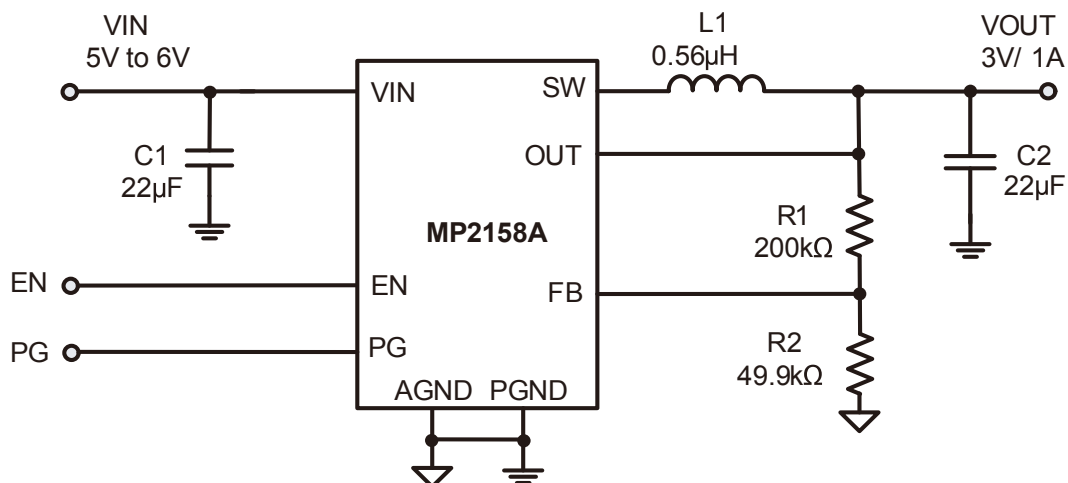 VIN
5V to 6V
L1
0.56μH
VOUT
3V/ 1A
VIN
SW
C1
22μF
OUT
C2
22μF
R1
200kΩ
MP2158A
EN
EN
FB
PG
PG
R2
49.9kΩ
AGND
PGND